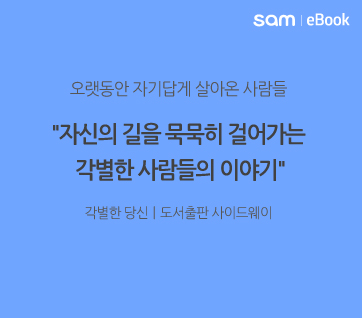 sam | eBook
오랫동안 자기답게 살아온 사람들
"자신의 길을 묵묵히 걸어가는
각별한 사람들의 이야기"
각별한 당신 | 도서출판 사이드웨이